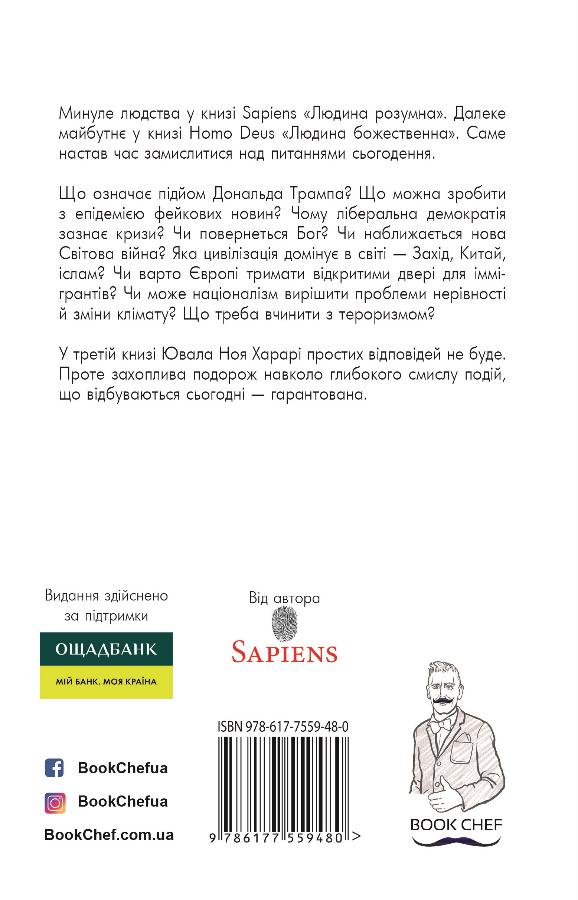 Минуле людства у книзі Sapiens «Людина розумна». Далеке
майбутнє у книзі Homo Deus «Людина божественна». Саме
настав час замислитися над питаннями сьогодення.
Що означає підйом Дональда Трампа? Що можна зробити
з епідемією фейкових новин? Чому ліберальна демократія
зазнає кризи? Чи повернеться Бог? Чи наближається нова
Світова війна? Яка цивілізація домінує в світі — Захід, Китай,
іслам? Чи варто Європі тримати відкритими двері для іммі-
грантів? Чи може націоналізм вирішити проблеми нерівності
й зміни клімату? Що треба вчинити з тероризмом?
У третій книзі Ювала Ноя Харарі простих відповідей не буде.
Проте захоплива подорож навколо глибокого смислу подій,
що відбуваються сьогодні — гарантована.
Видання здійснено
за підтримки
ОЩАДБАНК
МІЙ БАНК. МОЯ КРАЇНА
Від автора
SAPIENS
ISBN 978-617-7559-48-0
9 786177 559480 >
BookChefua
BookChefua
BookChef.com.ua
BOOK CHEF